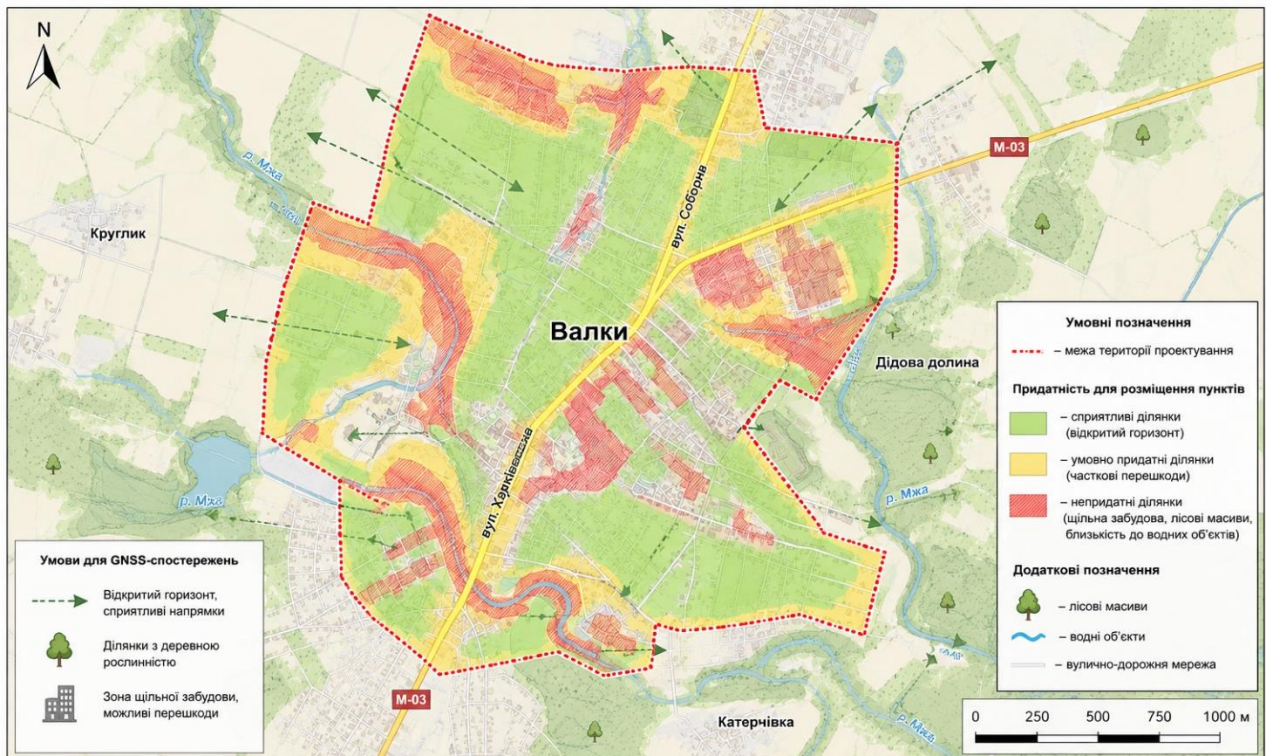 N
М-03
р. Мжа
Круглик
вул. Соборна
Валки
Дідова долина
р. Мжа
р. Мжа
вул. Харківська
М-03
Катерчівка
Умовні позначення
– межа території проектування
Придатність для розміщення пунктів
– сприятливі ділянки
(відкритий горизонт)
– умовно придатні ділянки
(часткові перешкоди)
– непридатні ділянки
(щільна забудова, лісові масиви,
близькість до водних об'єктів)
Додаткові позначення
– лісові масиви
– водні об'єкти
– вулично-дорожня мережа
Умови для GNSS-спостережень
Відкритий горизонт,
сприятливі напрямки
Ділянки з деревною
рослинністю
Зона щільної забудови,
можливі перешкоди
0 250 500 750 1000 м